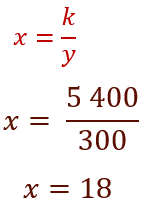 x = k/y
x = 5 400/300
x = 18